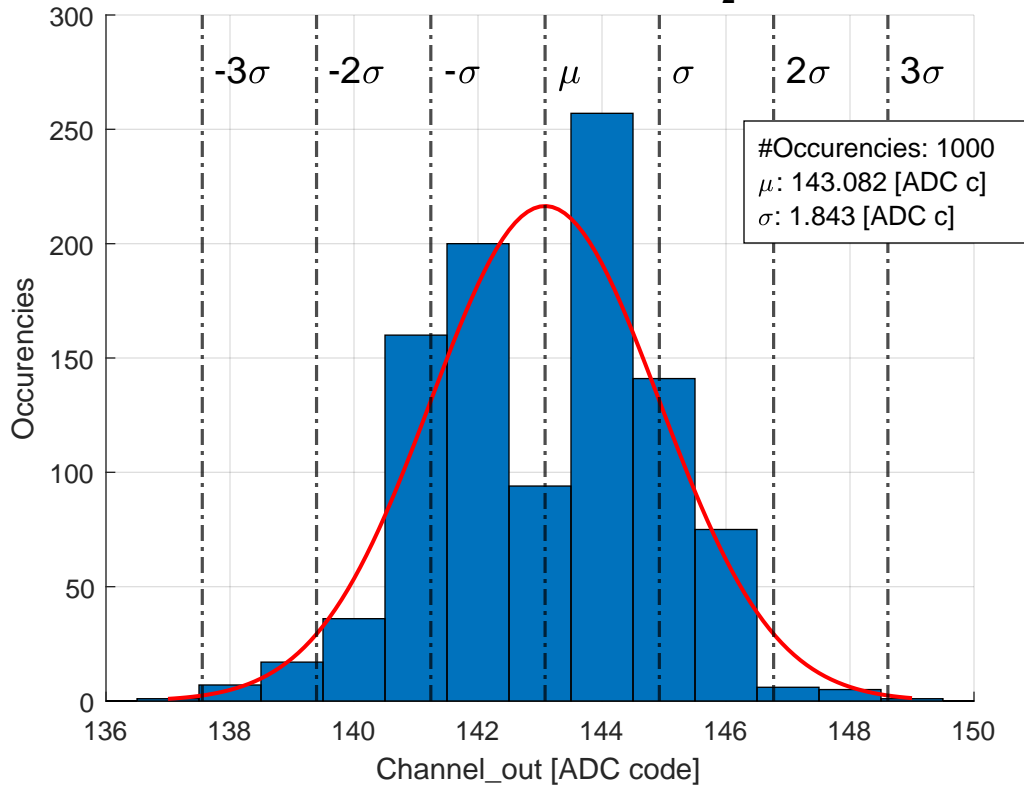 300
250
200
150
100
50
0
-3σ -2σ -σ μ σ 2σ 3σ
#Occurencies: 1000
μ: 143.082 [ADC c]
σ: 1.843 [ADC c]
Occurencies
136 138 140 142 144 146 148 150
Channel_out [ADC code]